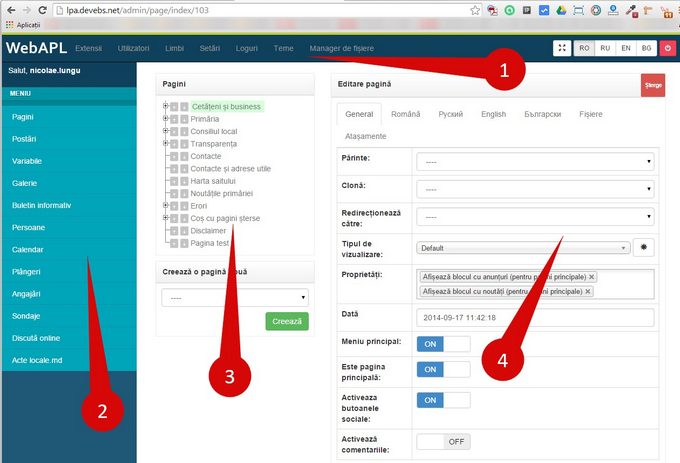 lpa.devebs.net/admin/page/index/103
Aplicații
WebAPL Extensii Utilizatori Limbi Setări Loguri Teme Manager de fișiere RO RU EN BG
Salut, nicolae.lungu
MENIU
Pagini
Postări
Variabile
Galerie
Buletin informativ
Persoane
Calendar
Plângeri
Angajări
Sondaje
Discută online
Acte locale.md
Pagini
Cetățeni și business
Primăria
Consiliul local
Transparența
Contacte
Contacte și adrese utile
Harta saitului
Noutățile primăriei
Erori
Coș cu pagini șterse
Disclaimer
Pagina test
Creează o pagină nouă
----
Creează
Editare pagină
Șterge
General Română Русский English Български Fișiere
Atașamente
Părinte: ----
Clonă: ----
Redirecționează către: ----
Tipul de vizualizare: Default
Proprietăți: Afișează blocul cu anunțuri (pentru pagini principale) ×
Afișează blocul cu noutăți (pentru pagini principale) ×
Dată 2014-09-17 11:42:18
Meniu principal: ON
Este pagina principală: ON
Activeaza butoanele sociale: ON
Activează comentariile: OFF
1
2
3
4